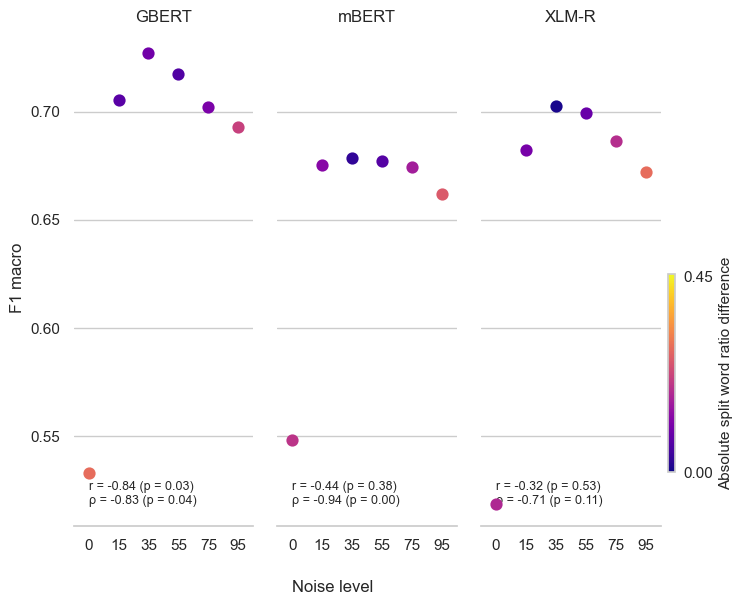 GBERT
mBERT
XLM-R
F1 macro
0.70
0.65
0.60
0.55
r = -0.84 (p = 0.03)
ρ = -0.83 (p = 0.04)
r = -0.44 (p = 0.38)
ρ = -0.94 (p = 0.00)
r = -0.32 (p = 0.53)
ρ = -0.71 (p = 0.11)
0 15 35 55 75 95
0 15 35 55 75 95
0 15 35 55 75 95
Noise level
0.45
0.00
Absolute split word ratio difference